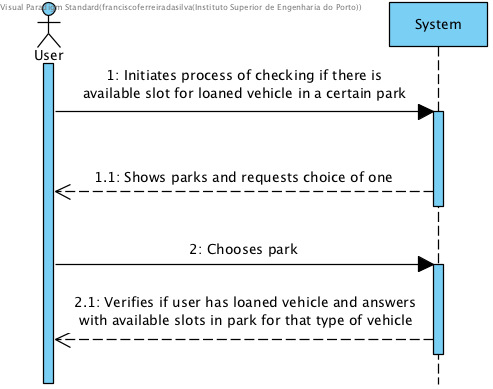 Visual Paradigm Standard(franciscoferreiradasilva(Instituto Superior de Engenharia do Porto))
System
User
1: Initiates process of checking if there is
available slot for loaned vehicle in a certain park
1.1: Shows parks and requests choice of one
2: Chooses park
2.1: Verifies if user has loaned vehicle and answers
with available slots in park for that type of vehicle